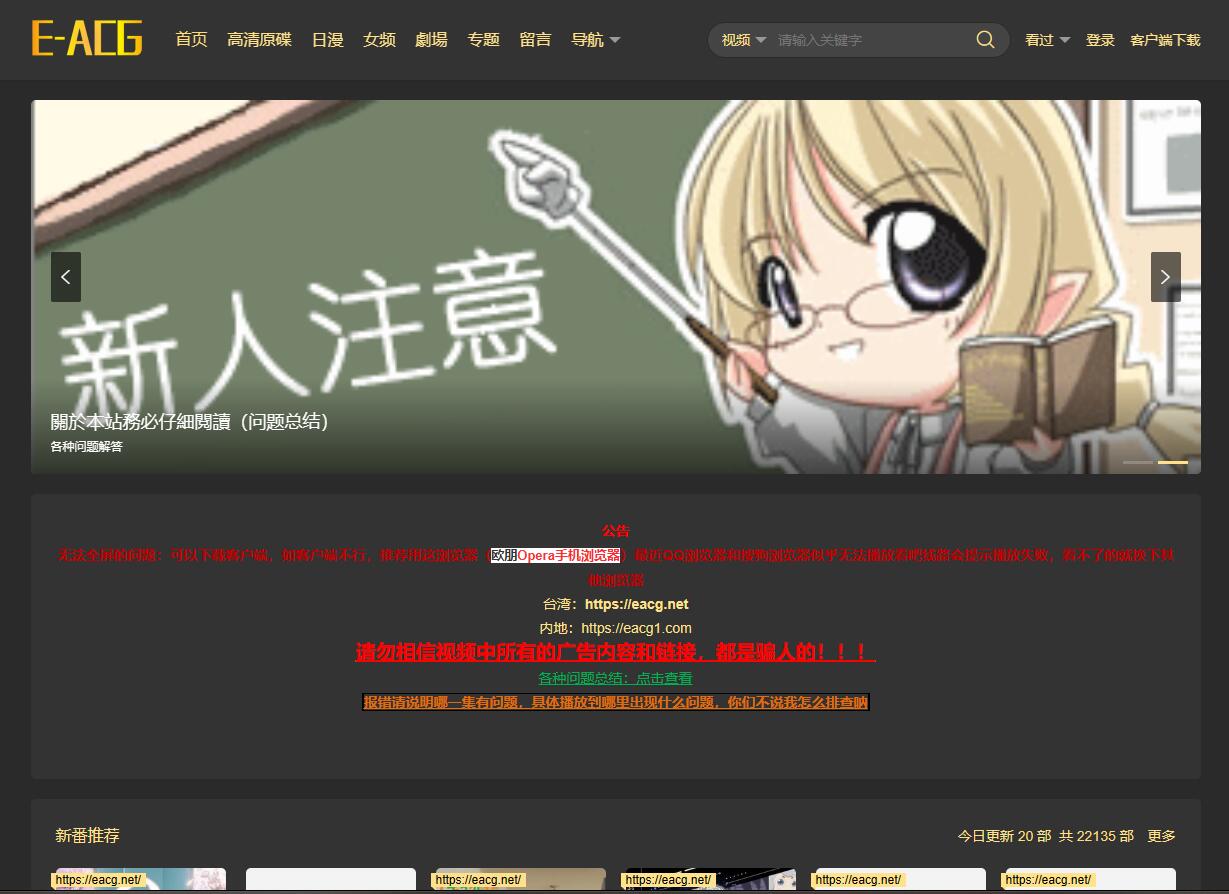 E-ACG
首页 高清原碟 日漫 女频 劇場 专题 留言 导航
视频 请输入关键字
看过 登录 客户端下载
新人注意
關於本站務必仔細閱讀（问题总结）
各种问题解答
公告
无法全屏的问题：可以下载客户端，如客户端不行，推荐用这浏览器（欧朋Opera手机浏览器）最近QQ浏览器和搜狗浏览器似乎无法播放看吧线路会提示播放失败，看不了的就换下其
他浏览器
台湾：https://eacg.net
内地：https://eacg1.com
请勿相信视频中所有的广告内容和链接，都是骗人的！！！
各种问题总结：点击查看
报错请说明哪一集有问题，具体播放到哪里出现什么问题，你们不说我怎么排查呐
新番推荐
今日更新 20 部 共 22135 部 更多
https://eacg.net/ https://eacg.net/ https://eacg.net/ https://eacg.net/ https://eacg.net/